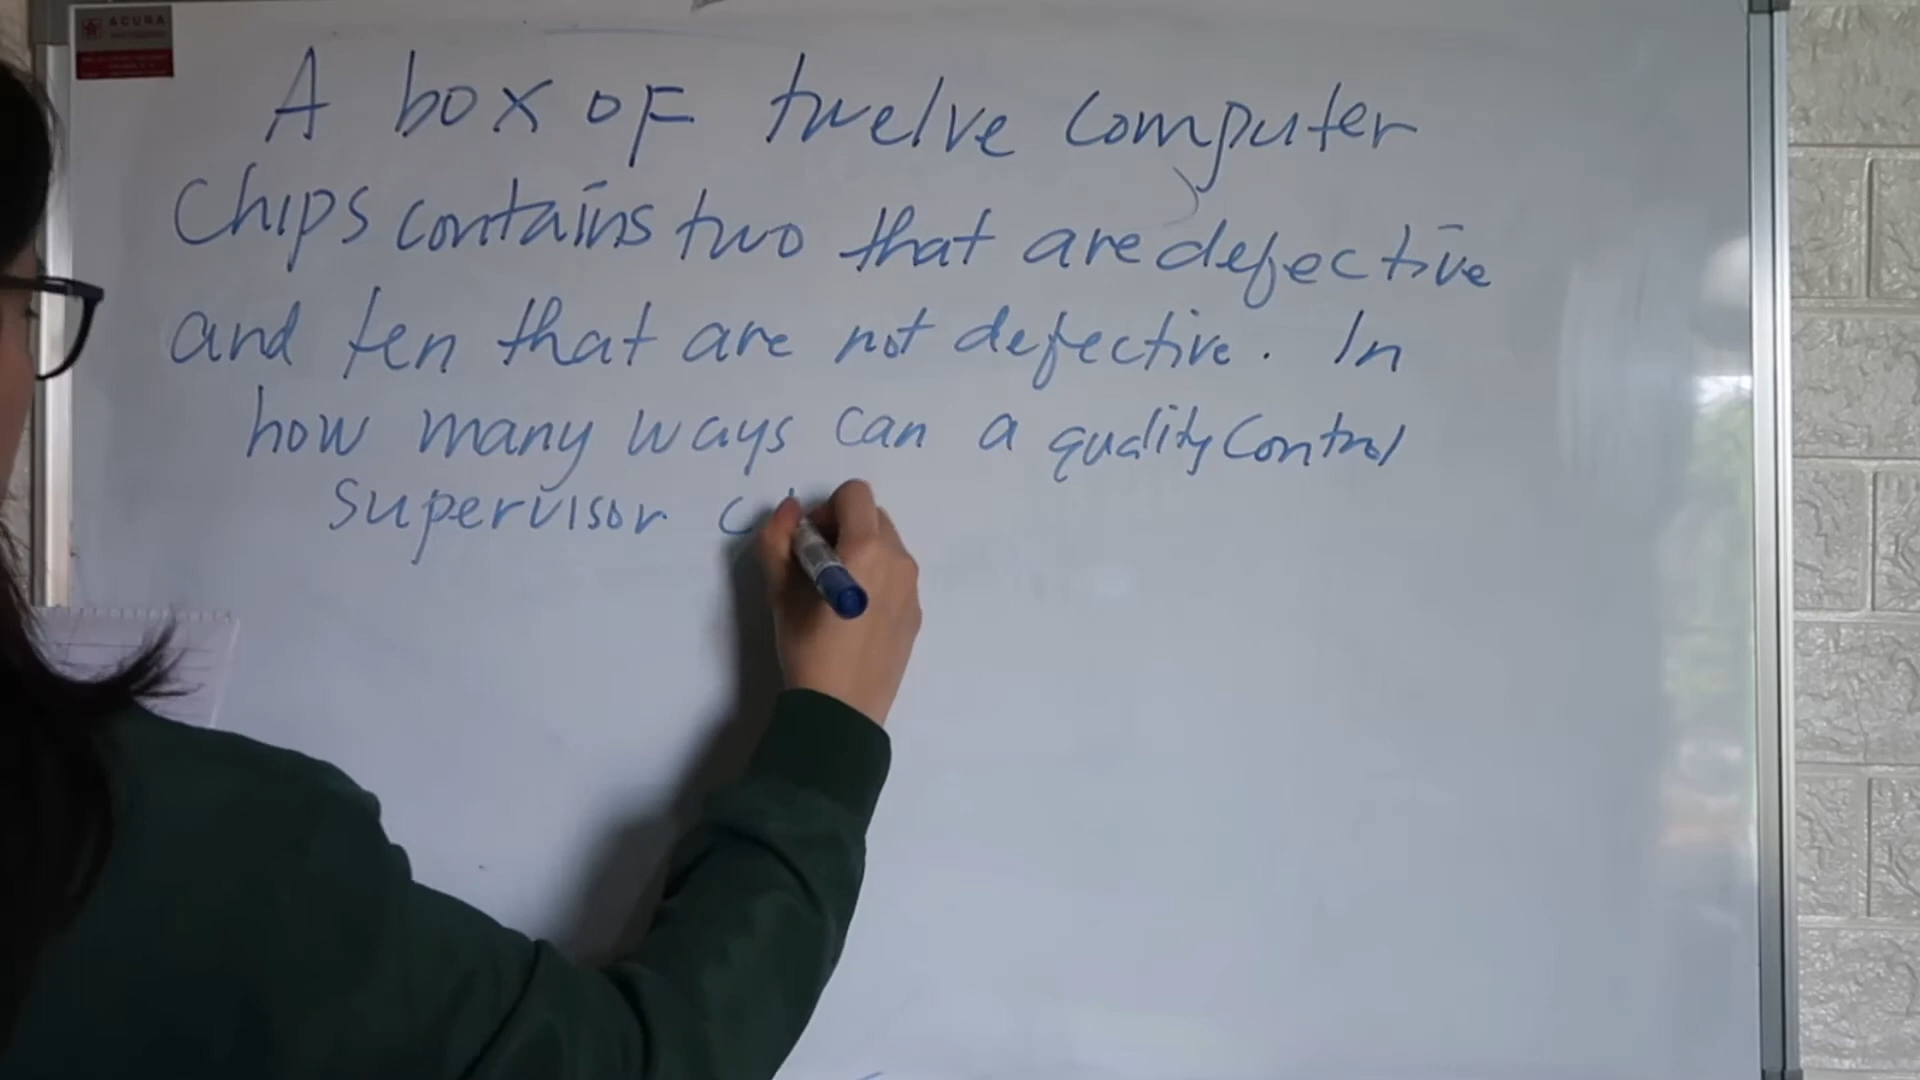 ACURA
A box oF twelve computer
Chips contains two that are defective
and ten that are not defective. In
how many ways can a quality control
Supervisor